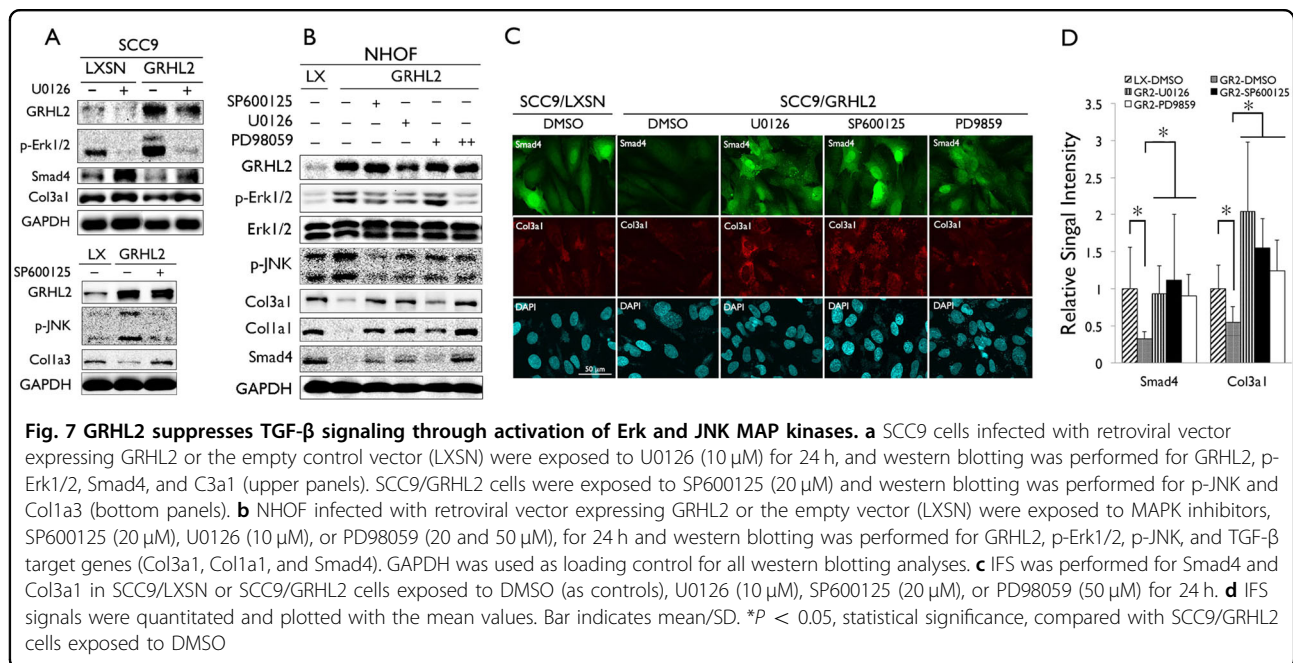 A
SCC9
LXSN GRHL2
U0126 – + – +
GRHL2
p-Erk1/2
Smad4
Col3a1
GAPDH
LX GRHL2
SP600125 – – +
GRHL2
p-JNK
Col1a3
GAPDH
B
NHOF
LX GRHL2
SP600125 – – + – – –
U0126 – – – + – –
PD98059 – – – – + ++
GRHL2
p-Erk1/2
Erk1/2
p-JNK
Col3a1
Col1a1
Smad4
GAPDH
C
SCC9/LXSN SCC9/GRHL2
DMSO DMSO U0126 SP600125 PD9859
Smad4 Smad4 Smad4 Smad4 Smad4
Col3a1 Col3a1 Col3a1 Col3a1 Col3a1
DAPI DAPI DAPI DAPI DAPI
50 μm
D
LX-DMSO GR2-DMSO
GR2-U0126 GR2-SP600125
GR2-PD9859
Relative Singal Intensity
3.5
3
2.5
2
1.5
1
0.5
0
* * * *
Smad4 Col3a1
Fig. 7 GRHL2 suppresses TGF-β signaling through activation of Erk and JNK MAP kinases. a SCC9 cells infected with retroviral vector
expressing GRHL2 or the empty control vector (LXSN) were exposed to U0126 (10 μM) for 24 h, and western blotting was performed for GRHL2, p-
Erk1/2, Smad4, and C3a1 (upper panels). SCC9/GRHL2 cells were exposed to SP600125 (20 μM) and western blotting was performed for p-JNK and
Col1a3 (bottom panels). b NHOF infected with retroviral vector expressing GRHL2 or the empty vector (LXSN) were exposed to MAPK inhibitors,
SP600125 (20 μM), U0126 (10 μM), or PD98059 (20 and 50 μM), for 24 h and western blotting was performed for GRHL2, p-Erk1/2, p-JNK, and TGF-β
target genes (Col3a1, Col1a1, and Smad4). GAPDH was used as loading control for all western blotting analyses. c IFS was performed for Smad4 and
Col3a1 in SCC9/LXSN or SCC9/GRHL2 cells exposed to DMSO (as controls), U0126 (10 μM), SP600125 (20 μM), or PD98059 (50 μM) for 24 h. d IFS
signals were quantitated and plotted with the mean values. Bar indicates mean/SD. *P < 0.05, statistical significance, compared with SCC9/GRHL2
cells exposed to DMSO